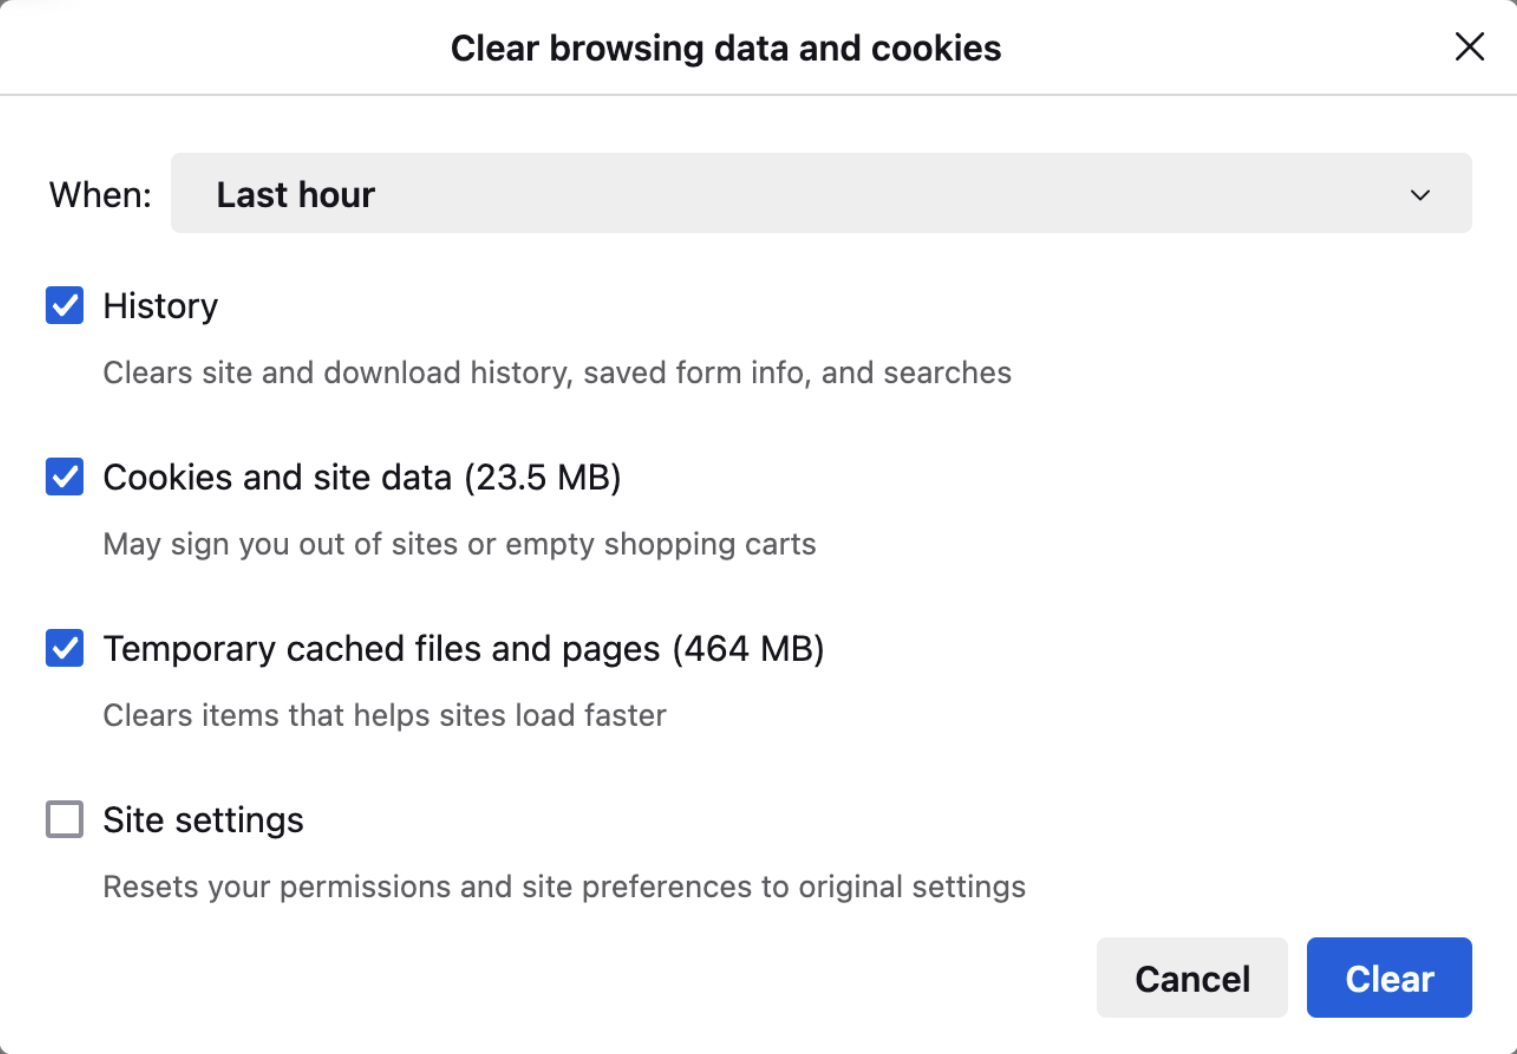 Clear browsing data and cookies
When: Last hour
History
Clears site and download history, saved form info, and searches
Cookies and site data (23.5 MB)
May sign you out of sites or empty shopping carts
Temporary cached files and pages (464 MB)
Clears items that helps sites load faster
Site settings
Resets your permissions and site preferences to original settings
Cancel Clear